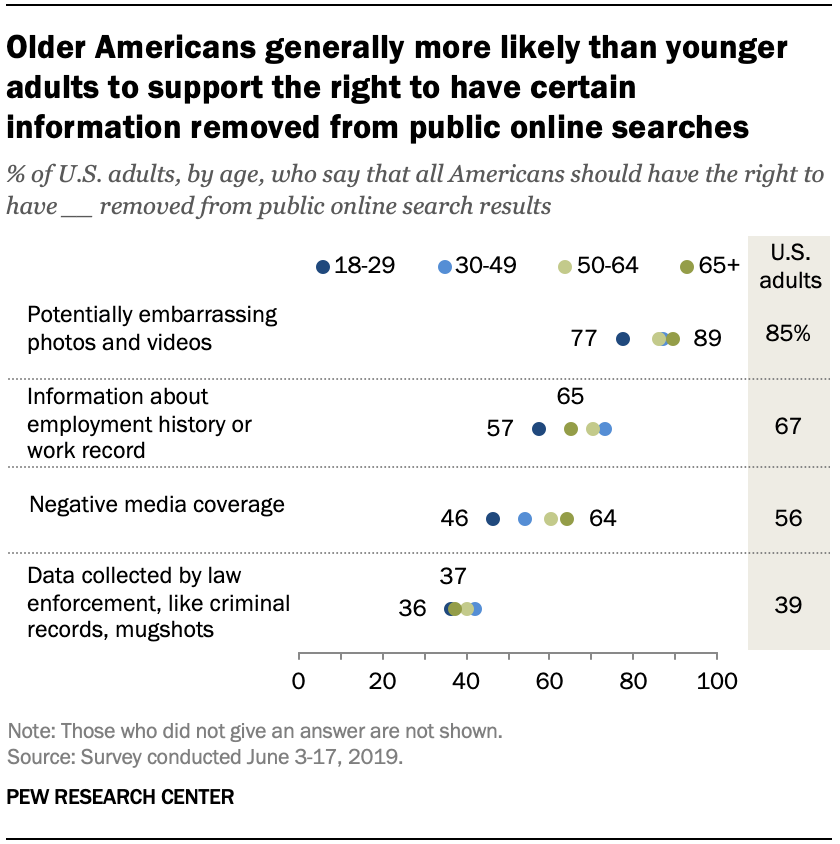 Older Americans generally more likely than younger
adults to support the right to have certain
information removed from public online searches
% of U.S. adults, by age, who say that all Americans should have the right to
have __ removed from public online search results
18-29 30-49 50-64 65+
U.S.
adults
Potentially embarrassing
photos and videos
77 89 85%
Information about
employment history or
work record
65
57 67
Negative media coverage
46 64 56
Data collected by law
enforcement, like criminal
records, mugshots
37
36 39
0 20 40 60 80 100
Note: Those who did not give an answer are not shown.
Source: Survey conducted June 3-17, 2019.
PEW RESEARCH CENTER